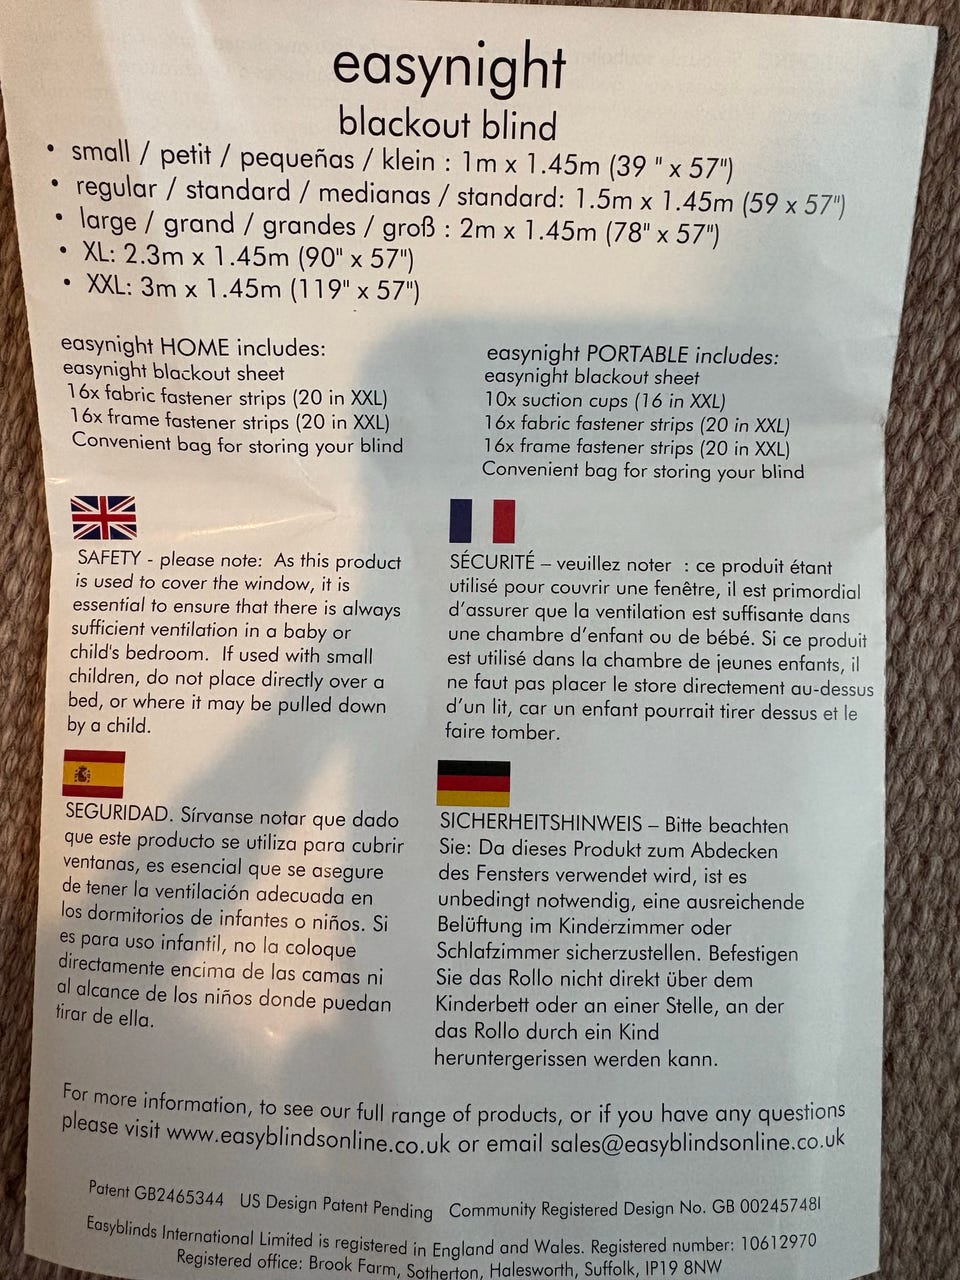 easynight
blackout blind
• small / petit / pequeñas / klein : 1m x 1.45m (39 " x 57")
• regular / standard / medianas / standard: 1.5m x 1.45m (59 x 57")
• large / grand / grandes / groß : 2m x 1.45m (78" x 57")
• XL: 2.3m x 1.45m (90" x 57")
• XXL: 3m x 1.45m (119" x 57")
easynight HOME includes:
easynight blackout sheet
16x fabric fastener strips (20 in XXL)
16x frame fastener strips (20 in XXL)
Convenient bag for storing your blind
easynight PORTABLE includes:
easynight blackout sheet
10x suction cups (16 in XXL)
16x fabric fastener strips (20 in XXL)
16x frame fastener strips (20 in XXL)
Convenient bag for storing your blind
SAFETY - please note: As this product
is used to cover the window, it is
essential to ensure that there is always
sufficient ventilation in a baby or
child's bedroom. If used with small
children, do not place directly over a
bed, or where it may be pulled down
by a child.
SÉCURITÉ – veuillez noter : ce produit étant
utilisé pour couvrir une fenêtre, il est primordial
d'assurer que la ventilation est suffisante dans
une chambre d'enfant ou de bébé. Si ce produit
est utilisé dans la chambre de jeunes enfants, il
ne faut pas placer le store directement au-dessus
d'un lit, car un enfant pourrait tirer dessus et le
faire tomber.
SEGURIDAD. Sírvanse notar que dado
que este producto se utiliza para cubrir
ventanas, es esencial que se asegure
de tener la ventilación adecuada en
los dormitorios de infantes o niños. Si
es para uso infantil, no la coloque
directamente encima de las camas ni
al alcance de los niños donde puedan
tirar de ella.
SICHERHEITSHINWEIS – Bitte beachten
Sie: Da dieses Produkt zum Abdecken
des Fensters verwendet wird, ist es
unbedingt notwendig, eine ausreichende
Belüftung im Kinderzimmer oder
Schlafzimmer sicherzustellen. Befestigen
Sie das Rollo nicht direkt über dem
Kinderbett oder an einer Stelle, an der
das Rollo durch ein Kind
heruntergerissen werden kann.
For more information, to see our full range of products, or if you have any questions
please visit www.easyblindsonline.co.uk or email sales@easyblindsonline.co.uk
Patent GB2465344 US Design Patent Pending Community Registered Design No. GB 002457481
Easyblinds International Limited is registered in England and Wales. Registered number: 10612970
Registered office: Brook Farm, Sotherton, Halesworth, Suffolk, IP19 8NW